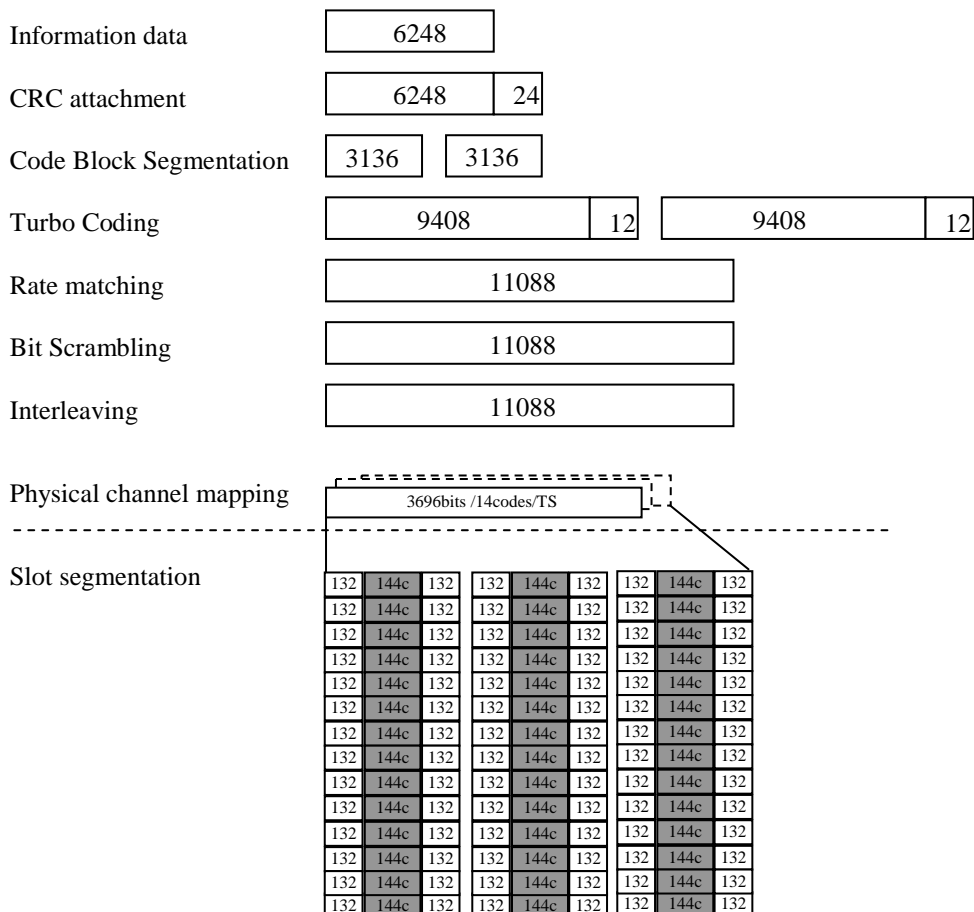 Information data 6248
CRC attachment 6248 24
Code Block Segmentation 3136 3136
Turbo Coding 9408 12 9408 12
Rate matching 11088
Bit Scrambling 11088
Interleaving 11088
Physical channel mapping 3696bits /14codes/TS
Slot segmentation
132 144c 132 132 144c 132 132 144c 132
132 144c 132 132 144c 132 132 144c 132
132 144c 132 132 144c 132 132 144c 132
132 144c 132 132 144c 132 132 144c 132
132 144c 132 132 144c 132 132 144c 132
132 144c 132 132 144c 132 132 144c 132
132 144c 132 132 144c 132 132 144c 132
132 144c 132 132 144c 132 132 144c 132
132 144c 132 132 144c 132 132 144c 132
132 144c 132 132 144c 132 132 144c 132
132 144c 132 132 144c 132 132 144c 132
132 144c 132 132 144c 132 132 144c 132
132 144c 132 132 144c 132 132 144c 132
132 144c 132 132 144c 132 132 144c 132